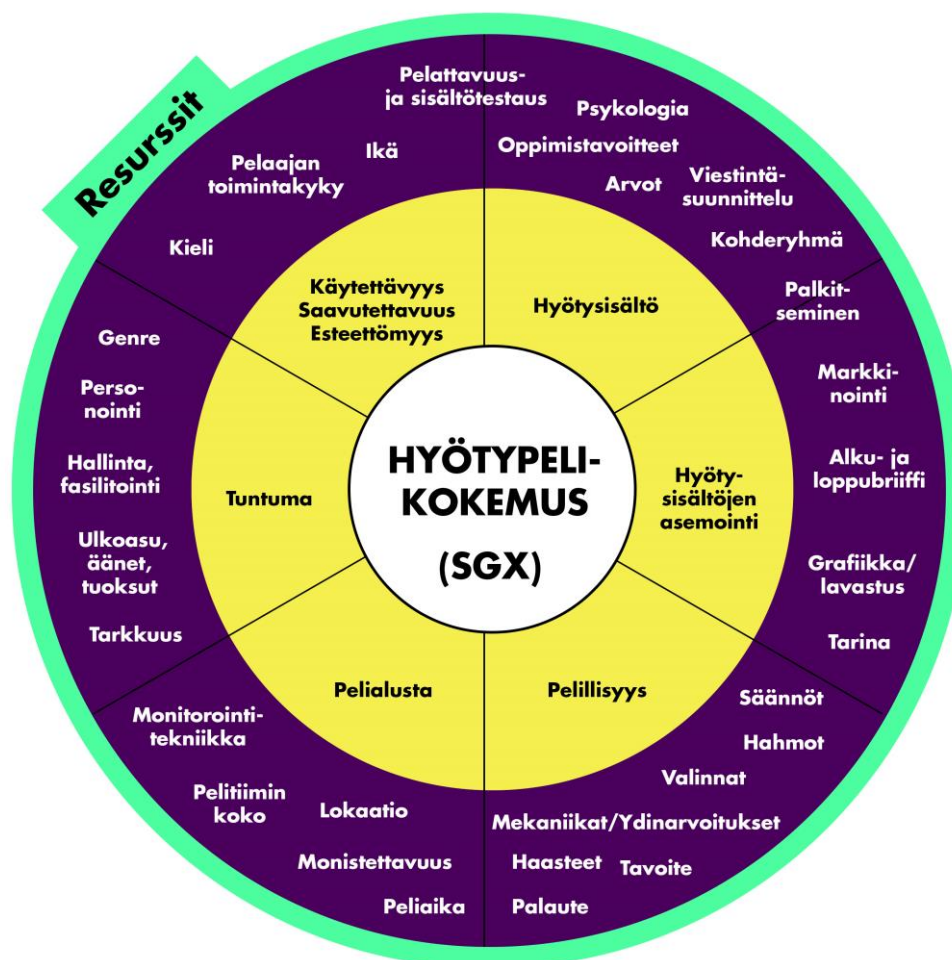 Resurssit
Pelattavuus-
ja sisältötestaus
Ikä
Pelaajan
toimintakyky
Kieli
Psykologia
Oppimistavoitteet
Arvot
Viestintä-
suunnittelu
Kohderyhmä
Palkit-
seminen
Markki-
nointi
Alku- ja
loppubriiffi
Grafiikka/
lavastus
Tarina
Säännöt
Hahmot
Valinnat
Mekaniikat/Ydinarvoitukset
Haasteet
Tavoite
Palaute
Monitorointi-
tekniikka
Pelitiimin
koko
Lokaatio
Monistettavuus
Peliaika
Genre
Perso-
nointi
Hallinta,
fasilitointi
Ulkoasu,
äänet,
tuoksut
Tarkkuus
Käytettävyys
Saavutettavuus
Esteettömyys
Hyötysisältö
Hyöty-
sisältöjen
asemointi
Pelillisyys
Pelialusta
Tuntuma
HYÖTYPELI-
KOKEMUS
(SGX)